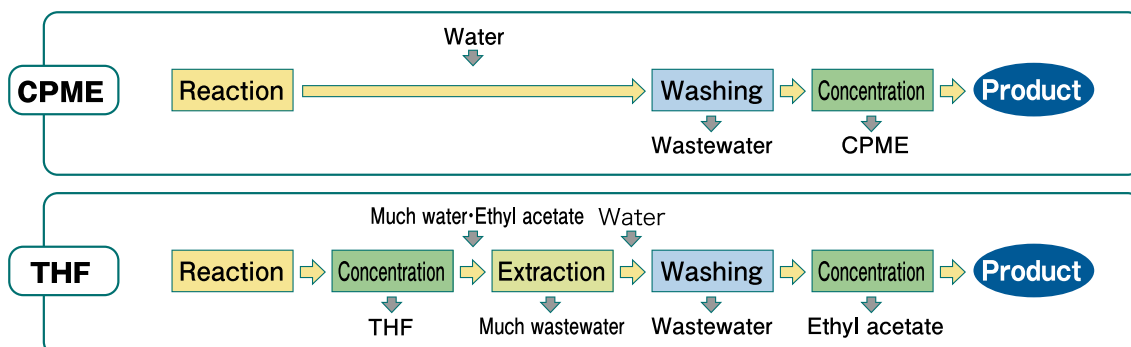 Water
CPME
Reaction
Washing
Concentration
Product
Wastewater
CPME
Much water・Ethyl acetate
Water
THF
Reaction
Concentration
Extraction
Washing
Concentration
Product
THF
Much wastewater
Wastewater
Ethyl acetate